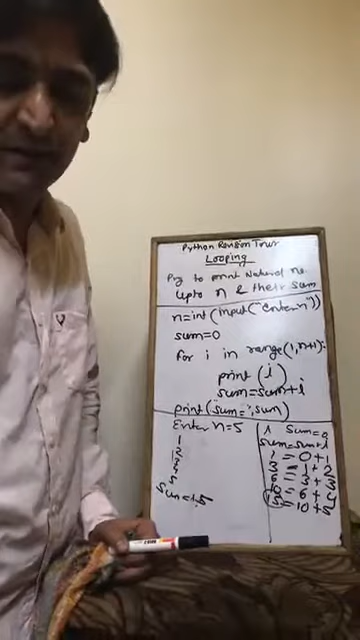 Python Revision Tour
Looping
Prg to print Natural no.
upto n & their sum
n=int(input("Enter n"))
sum=0
for i in range(1,n+1):
print(i)
sum=sum+i
print(sum=',sum)
Enter n=5
1
2
3
4
5
Sum=15
i sum=0
sum=sum+i
1 " 0+1
3 " 1+2
6 " 3+3
10 " 6+4
15 " 10+5